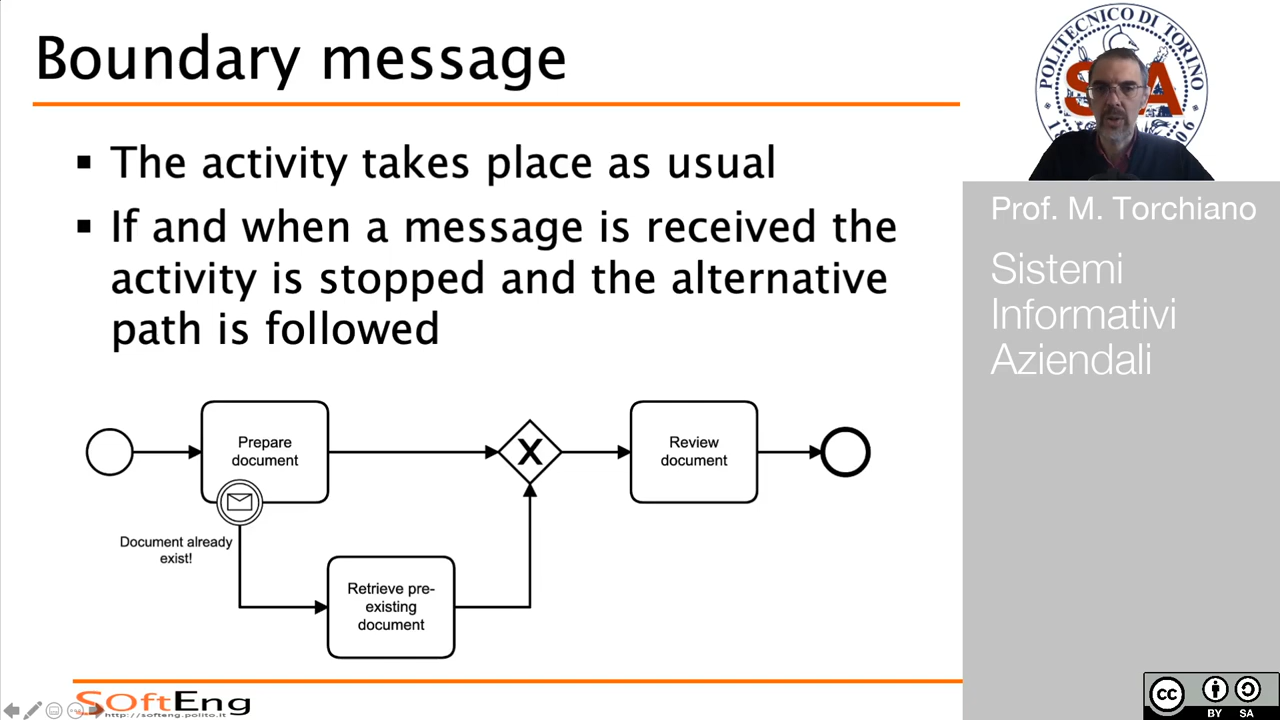 Boundary message
▪ The activity takes place as usual
▪ If and when a message is received the
activity is stopped and the alternative
path is followed
Prepare
document
X
Review
document
Document already
exist!
Retrieve pre-
existing
document
SOftEng
http://softeng.polito.it
POLITECNICO DI TORINO
Prof. M. Torchiano
Sistemi
Informativi
Aziendali
cc
BY SA